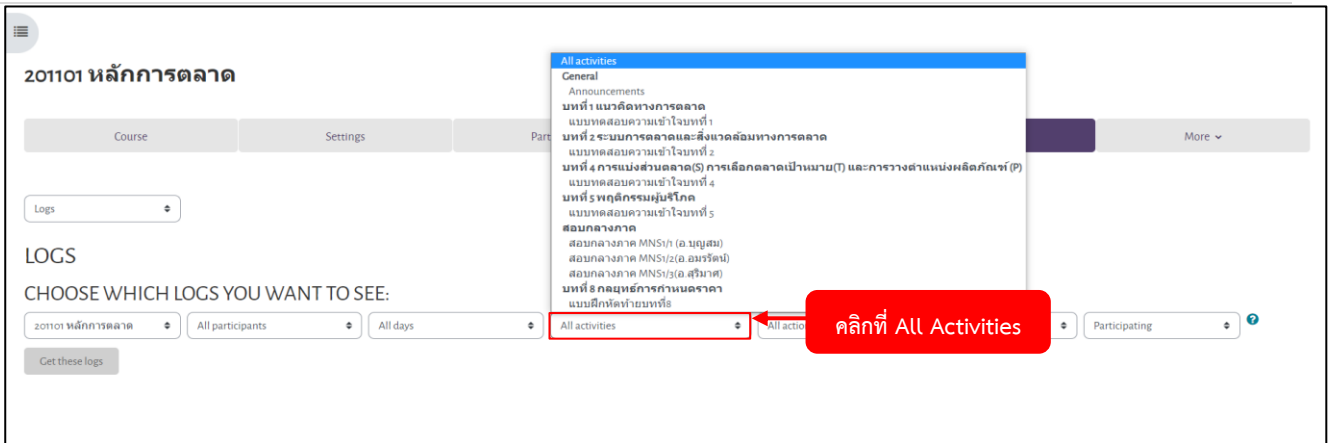 201101 หลักการตลาด
All activities
General
Announcements
บทที่ 1 แนวคิดทางการตลาด
แบบทดสอบความเข้าใจบทที่ 1
บทที่ 2 ระบบการตลาดและสิ่งแวดล้อมทางการตลาด
แบบทดสอบความเข้าใจบทที่ 2
บทที่ 4 การแบ่งส่วนตลาด(S) การเลือกตลาดเป้าหมาย(T) และการวางตำแหน่งผลิตภัณฑ์ (P)
แบบทดสอบความเข้าใจบทที่ 4
บทที่ 5 พฤติกรรมผู้บริโภค
แบบทดสอบความเข้าใจบทที่ 5
สอบกลางภาค
สอบกลางภาค MNS1/1 (อ.บุญสม)
สอบกลางภาค MNS1/2(อ.อมรรัตน์)
สอบกลางภาค MNS1/3(อ.สุริมาศ)
บทที่ 8 กลยุทธ์การกำหนดราคา
แบบฝึกหัดท้ายบทที่8
Course Settings Part More
Logs
LOGS
CHOOSE WHICH LOGS YOU WANT TO SEE:
201101 หลักการตลาด All participants All days All activities All actio คลิกที่ All Activities Participating
Get these logs